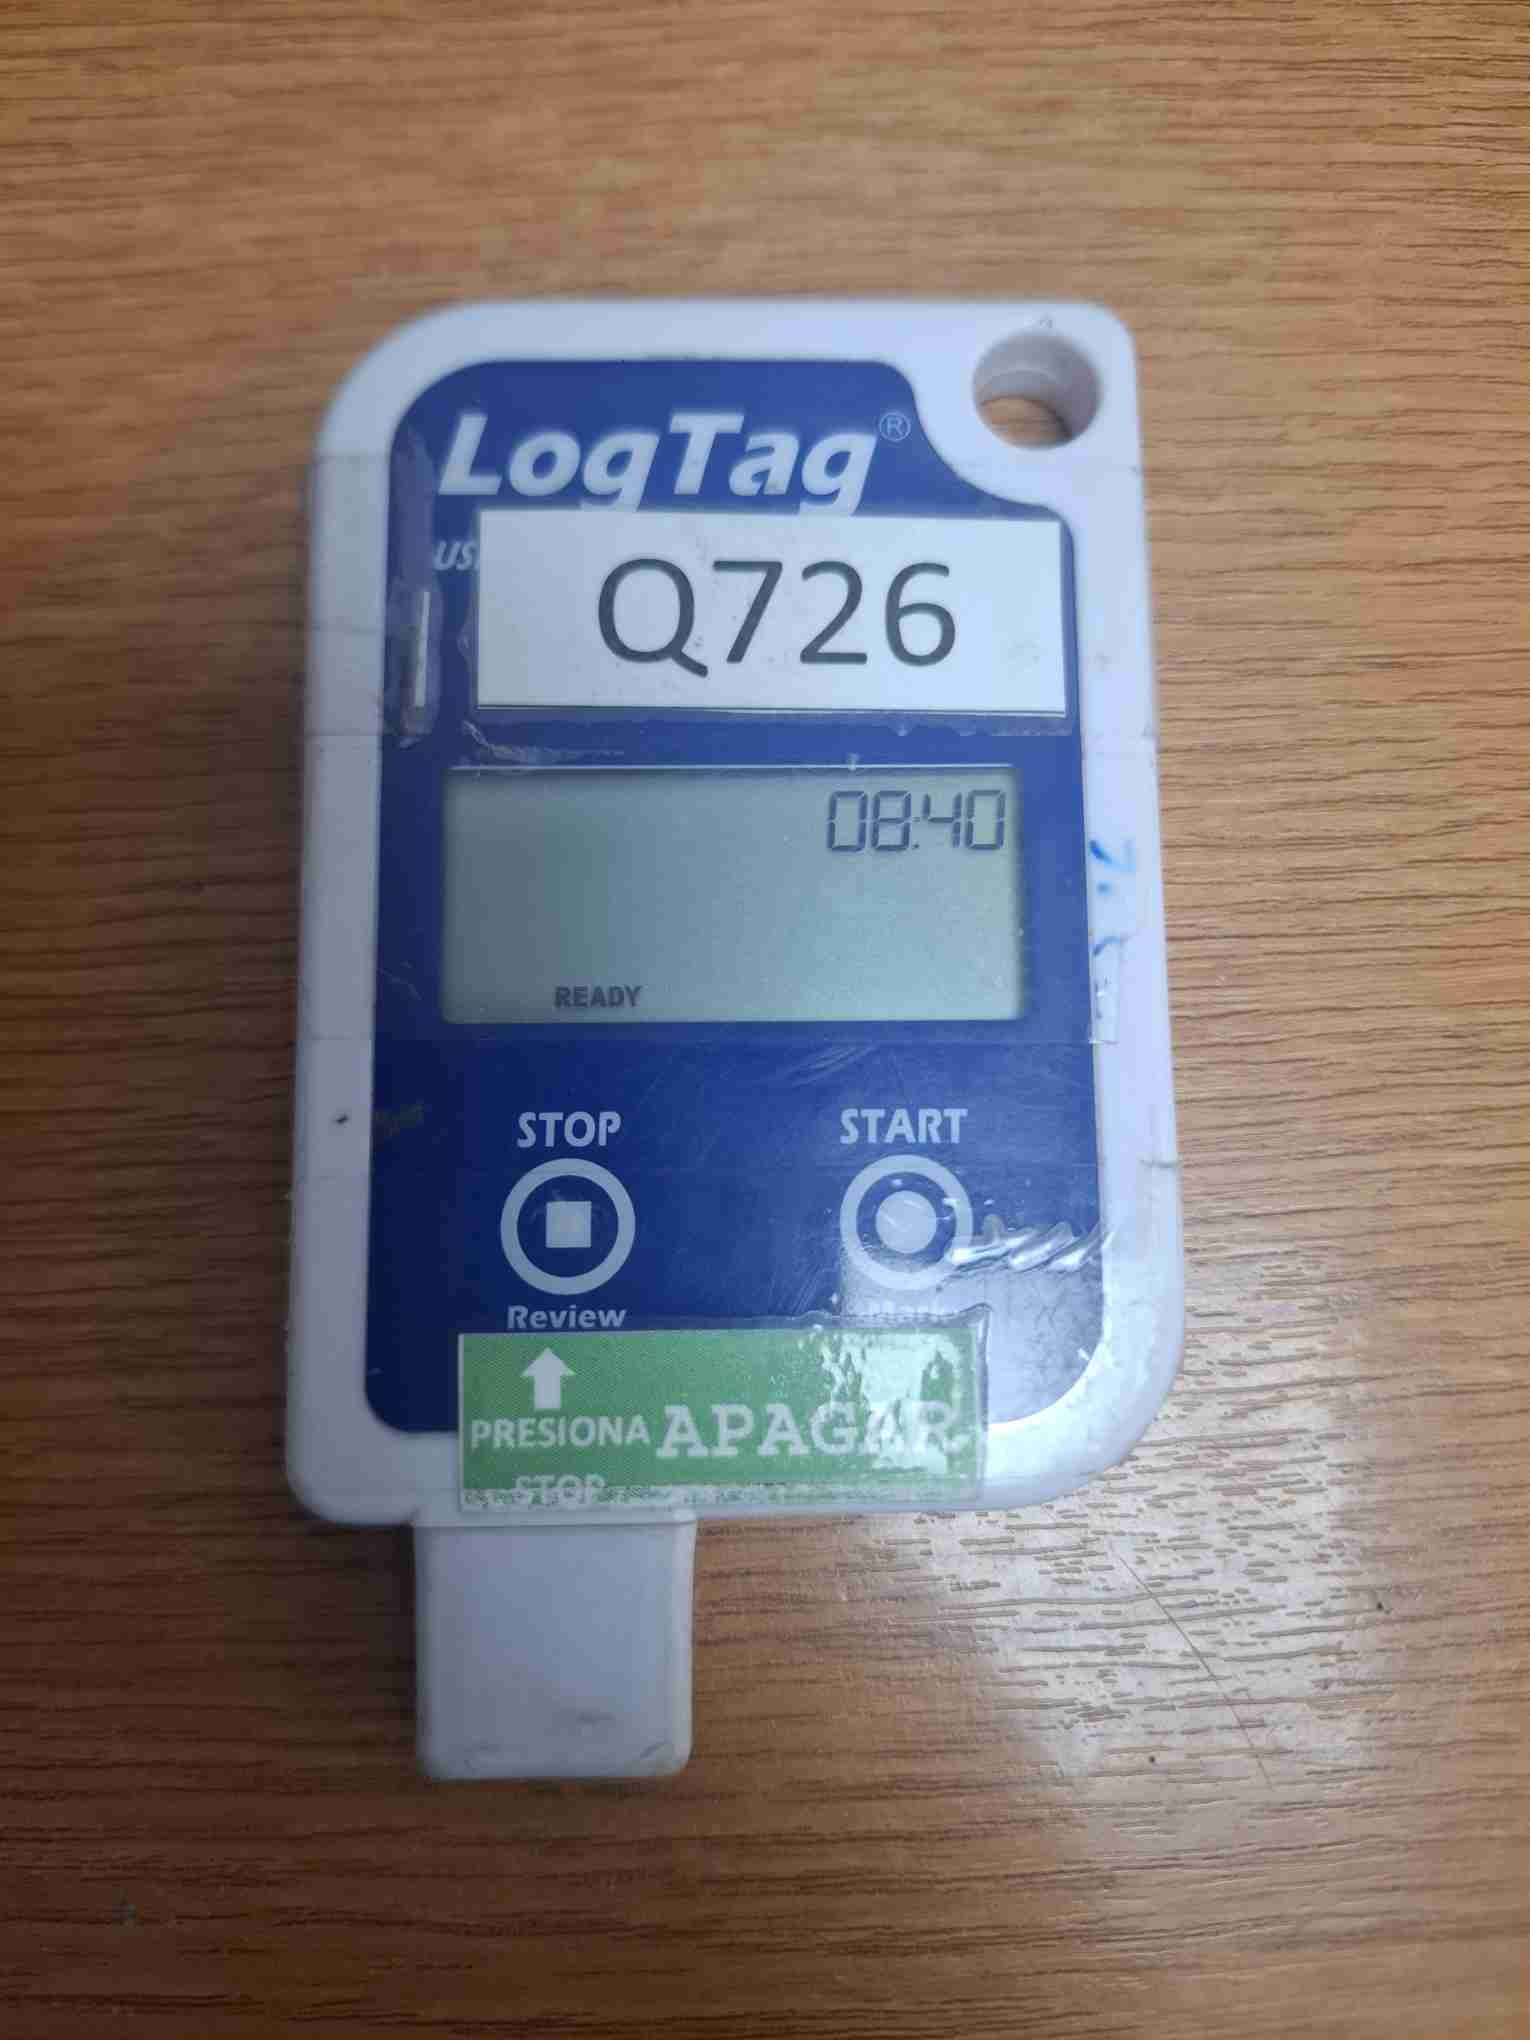 LogTag®
Q726
08:40
READY
STOP START
Review
PRESIONA APAGAR
STOP